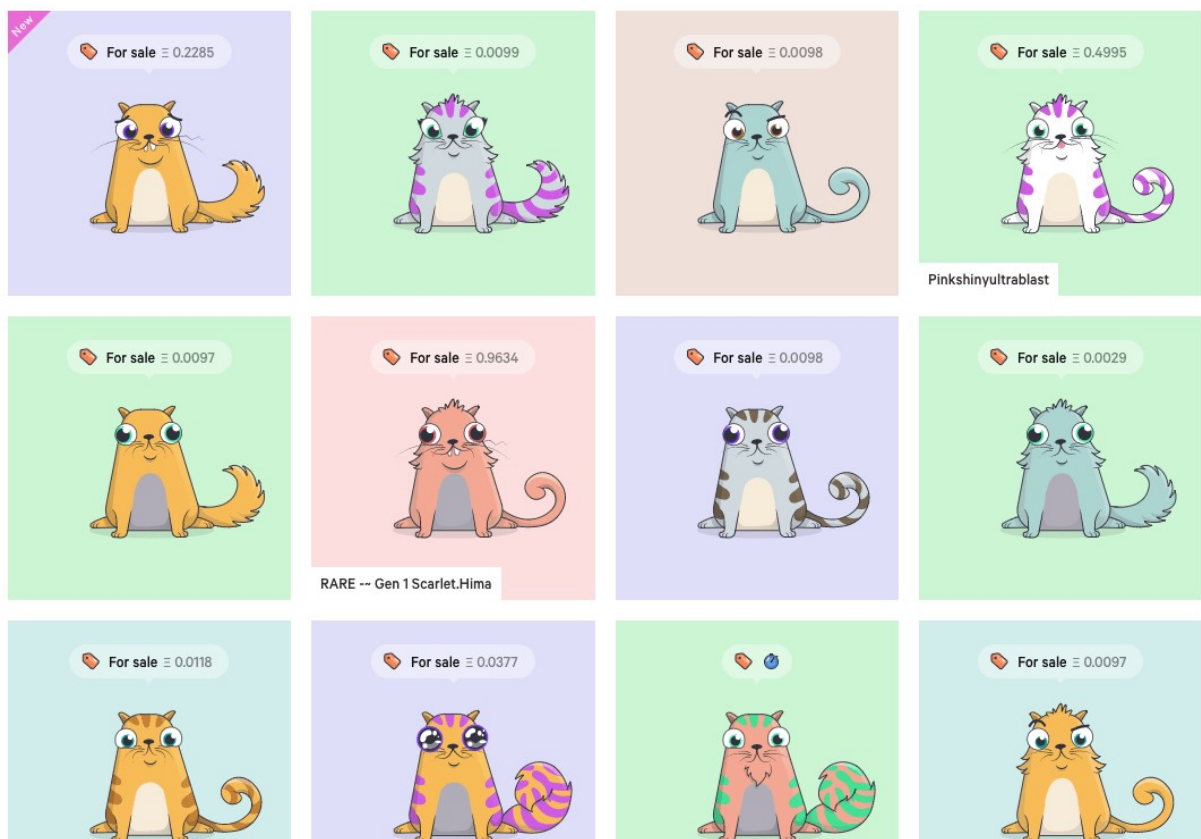 New
For sale Ξ 0.2285
For sale Ξ 0.0099
For sale Ξ 0.0098
For sale Ξ 0.4995
Pinkshinyultrablast
For sale Ξ 0.0097
For sale Ξ 0.9634
For sale Ξ 0.0098
For sale Ξ 0.0029
RARE -~ Gen 1 Scarlet.Hima
For sale Ξ 0.0118
For sale Ξ 0.0377
For sale Ξ 0.0097